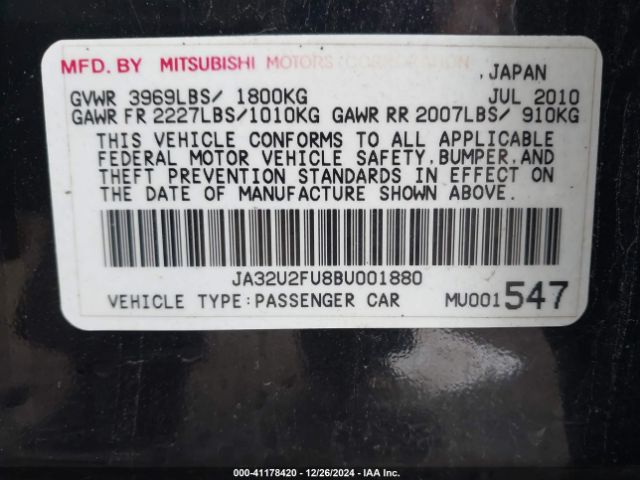 MFD. BY MITSUBISHI MOTORS CORPORATION ,JAPAN
GVWR 3969LBS/ 1800KG JUL 2010
GAWR FR 2227LBS/1010KG GAWR RR 2007LBS/ 910KG
THIS VEHICLE CONFORMS TO ALL APPLICABLE
FEDERAL MOTOR VEHICLE SAFETY,BUMPER,AND
THEFT PREVENTION STANDARDS IN EFFECT ON
THE DATE OF MANUFACTURE SHOWN ABOVE.
JA32U2FU8BU001880
VEHICLE TYPE:PASSENGER CAR MU001547
000-41178420 - 12/26/2024 - IAA Inc.